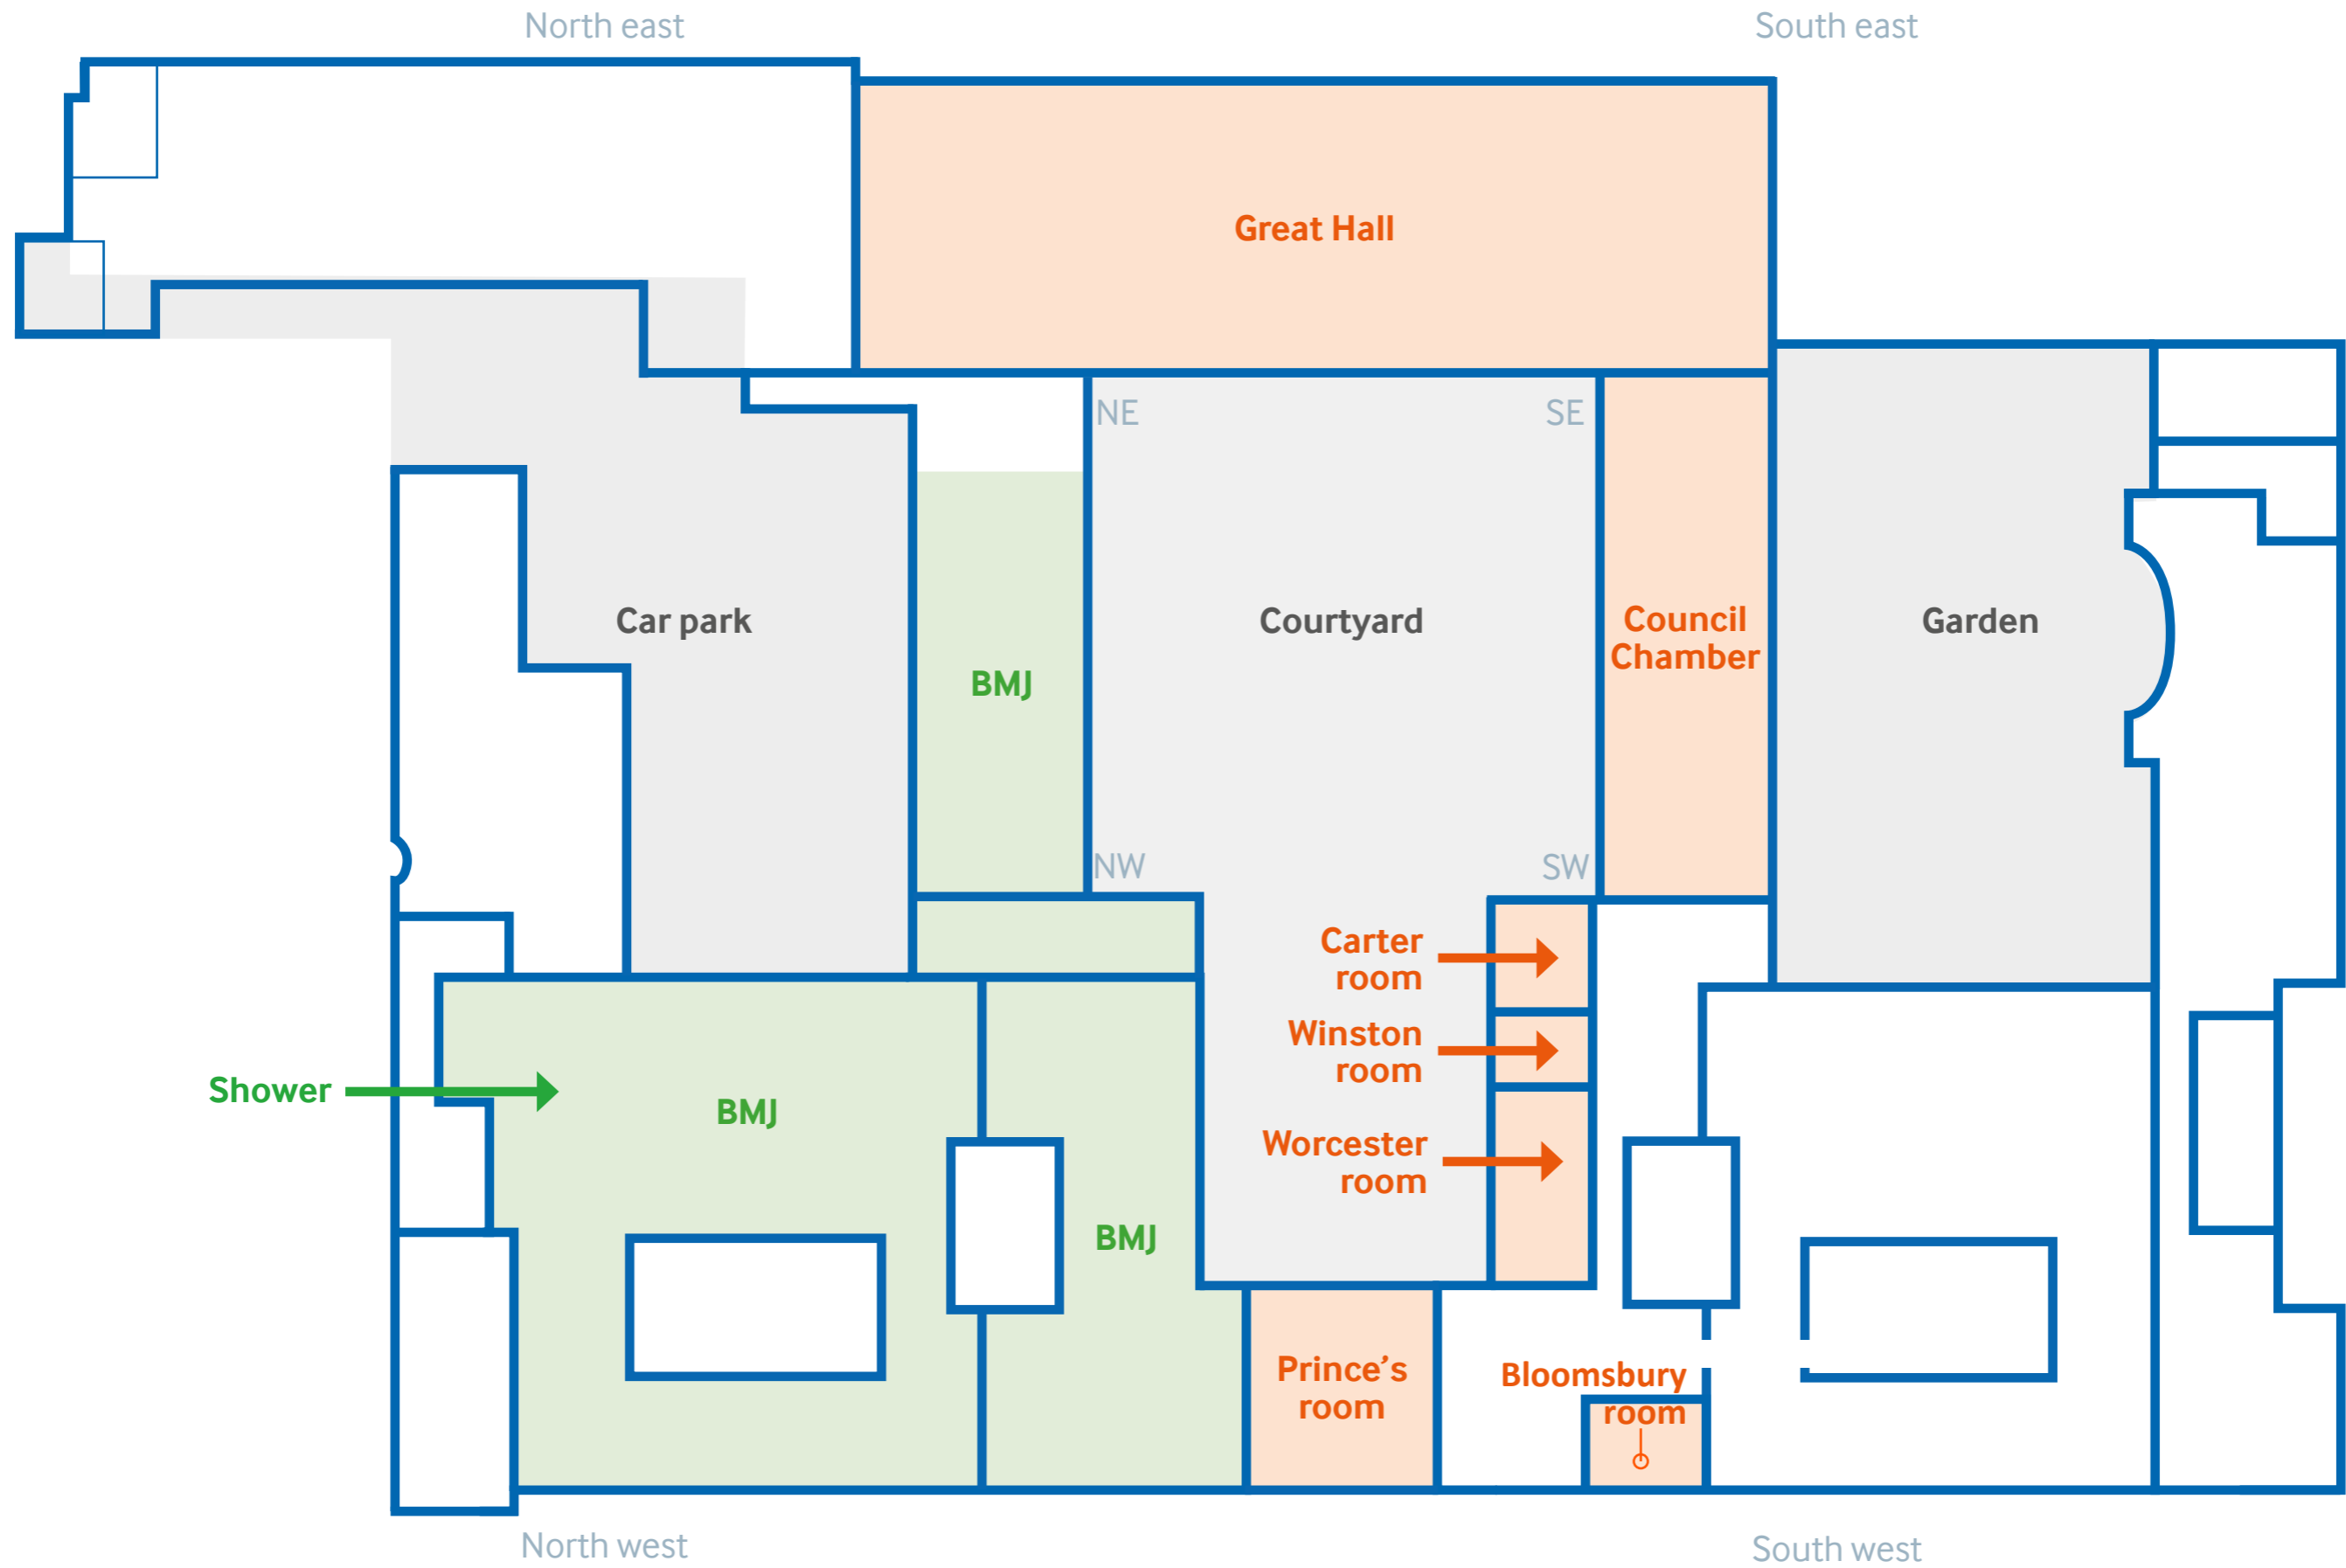 North east
South east
Great Hall
NE
SE
Car park
BMJ
Courtyard
Council
Chamber
Garden
NW
SW
Carter
room
Winston
room
Worcester
room
Shower
BMJ
BMJ
Prince’s
room
Bloomsbury
room
North west
South west